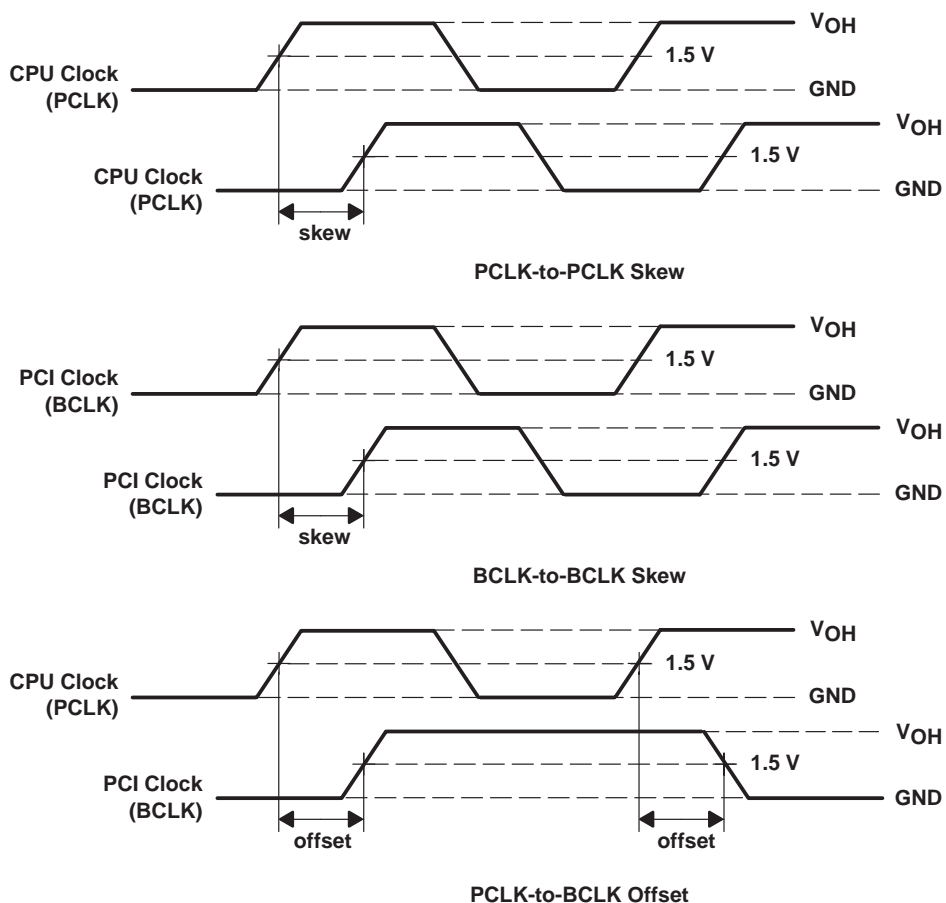 VOH
1.5 V
CPU Clock
(PCLK)
GND
VOH
1.5 V
CPU Clock
(PCLK)
GND
skew
PCLK-to-PCLK Skew
VOH
1.5 V
PCI Clock
(BCLK)
GND
VOH
1.5 V
PCI Clock
(BCLK)
GND
skew
BCLK-to-BCLK Skew
VOH
1.5 V
CPU Clock
(PCLK)
GND
VOH
1.5 V
PCI Clock
(BCLK)
GND
offset
offset
PCLK-to-BCLK Offset